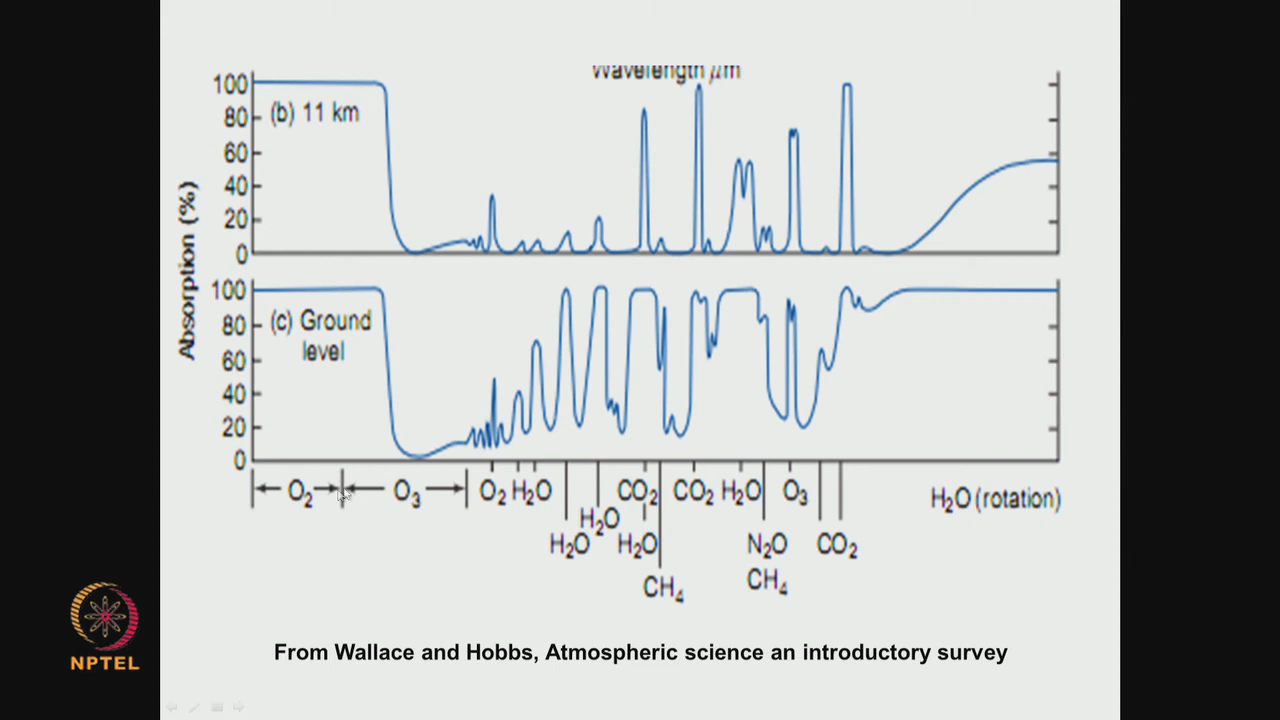 Wavelength μm
100
(b) 11 km
80
60
40
20
0
Absorption (%)
100
(c) Ground
level
80
60
40
20
0
O₂ O₃ O₂ H₂O CO₂ CO₂ H₂O O₃ H₂O (rotation)
H₂O
H₂O H₂O N₂O CO₂
CH₄ CH₄
From Wallace and Hobbs, Atmospheric science an introductory survey
NPTEL